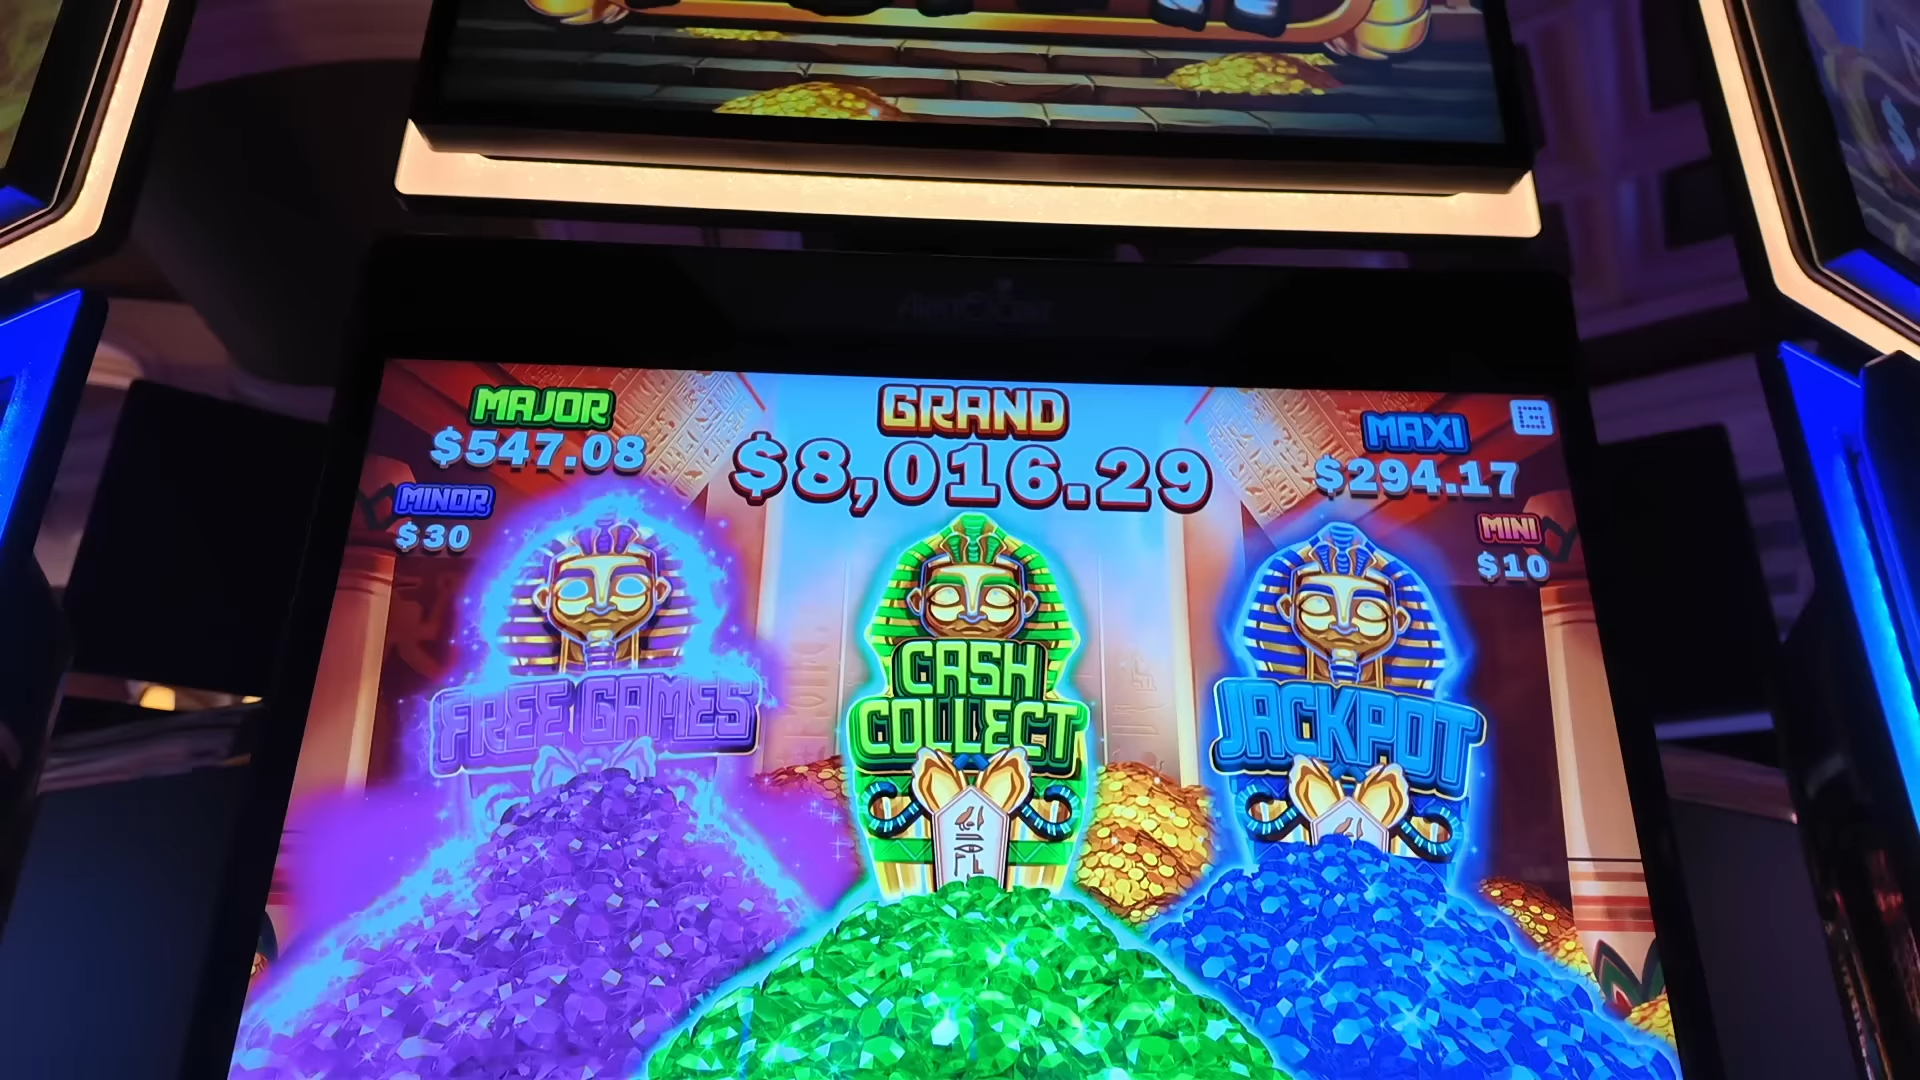 MAJOR
$547.08
GRAND
$8,016.29
MAXI
$294.17
MINOR
$30
MINI
$10
FREE GAMES
CASH
COLLECT
JACKPOT